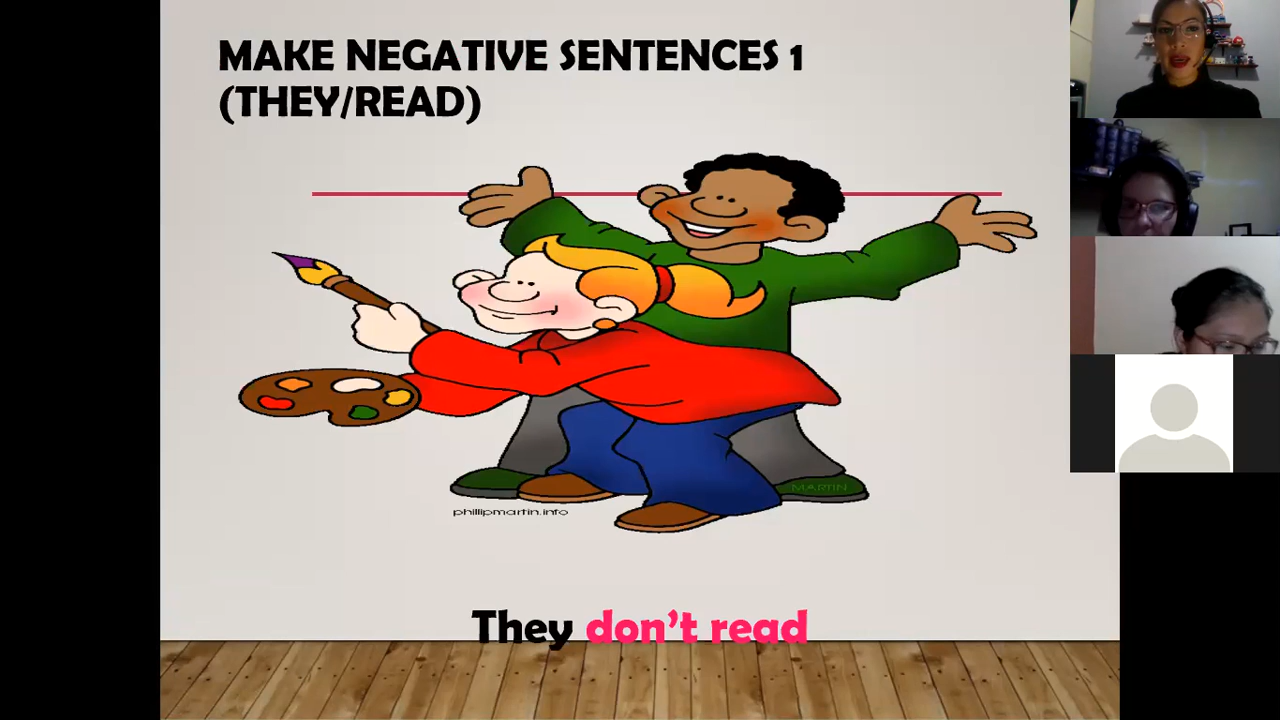 MAKE NEGATIVE SENTENCES 1
(THEY/READ)
MARTIN
phillipmartin.info
They don't read